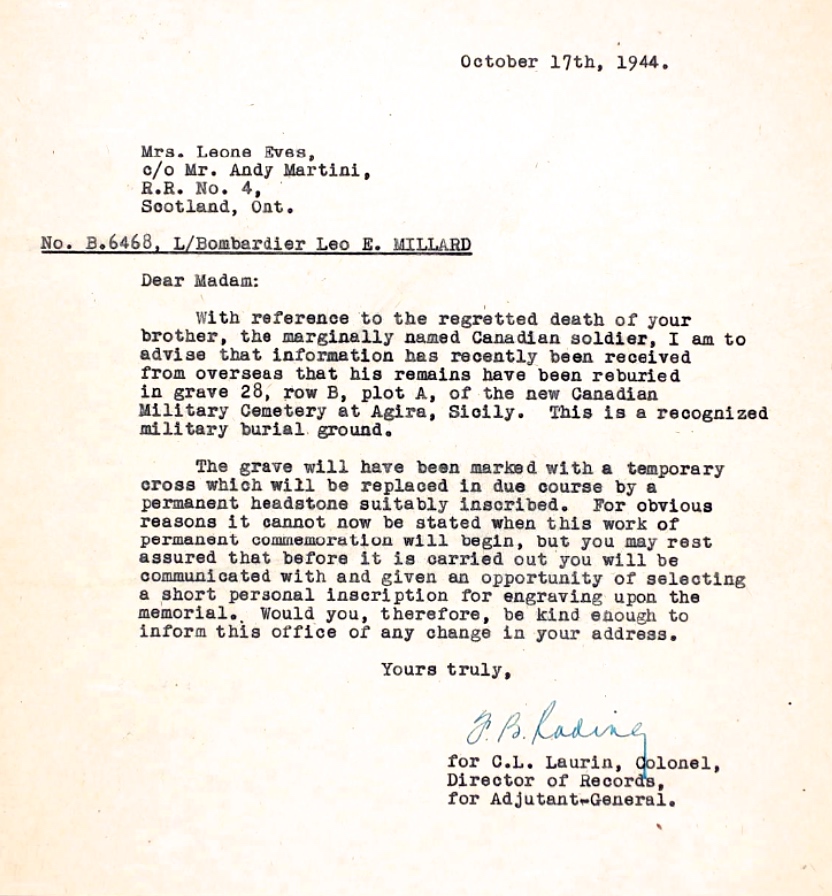 October 17th, 1944.
Mrs. Leone Eves,
c/o Mr. Andy Martini,
R.R. No. 4,
Scotland, Ont.
No. B.6468, L/Bombardier Leo E. MILLARD
Dear Madam:
With reference to the regretted death of your
brother, the marginally named Canadian soldier, I am to
advise that information has recently been received
from overseas that his remains have been reburied
in grave 28, row B, plot A, of the new Canadian
Military Cemetery at Agira, Sicily. This is a recognized
military burial ground.
The grave will have been marked with a temporary
cross which will be replaced in due course by a
permanent headstone suitably inscribed. For obvious
reasons it cannot now be stated when this work of
permanent commemoration will begin, but you may rest
assured that before it is carried out you will be
communicated with and given an opportunity of selecting
a short personal inscription for engraving upon the
memorial. Would you, therefore, be kind enough to
inform this office of any change in your address.
Yours truly,
B.
for C.L. Laurin, Colonel,
Director of Records,
for Adjutant-General.